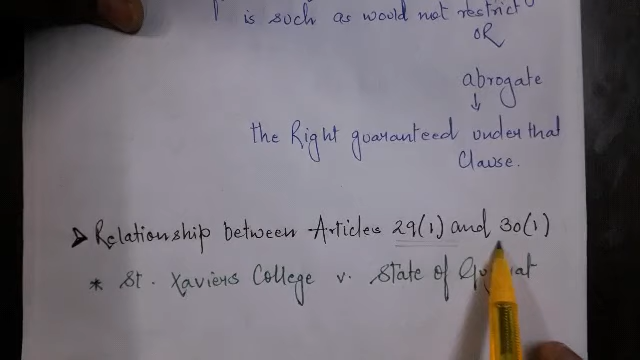 is such as would not restrict
OR
abrogate
↓
the Right guaranteed under that
Clause.
➤ Relationship between Articles 29(1) and 30(1)
* St. Xaviers College v. State of